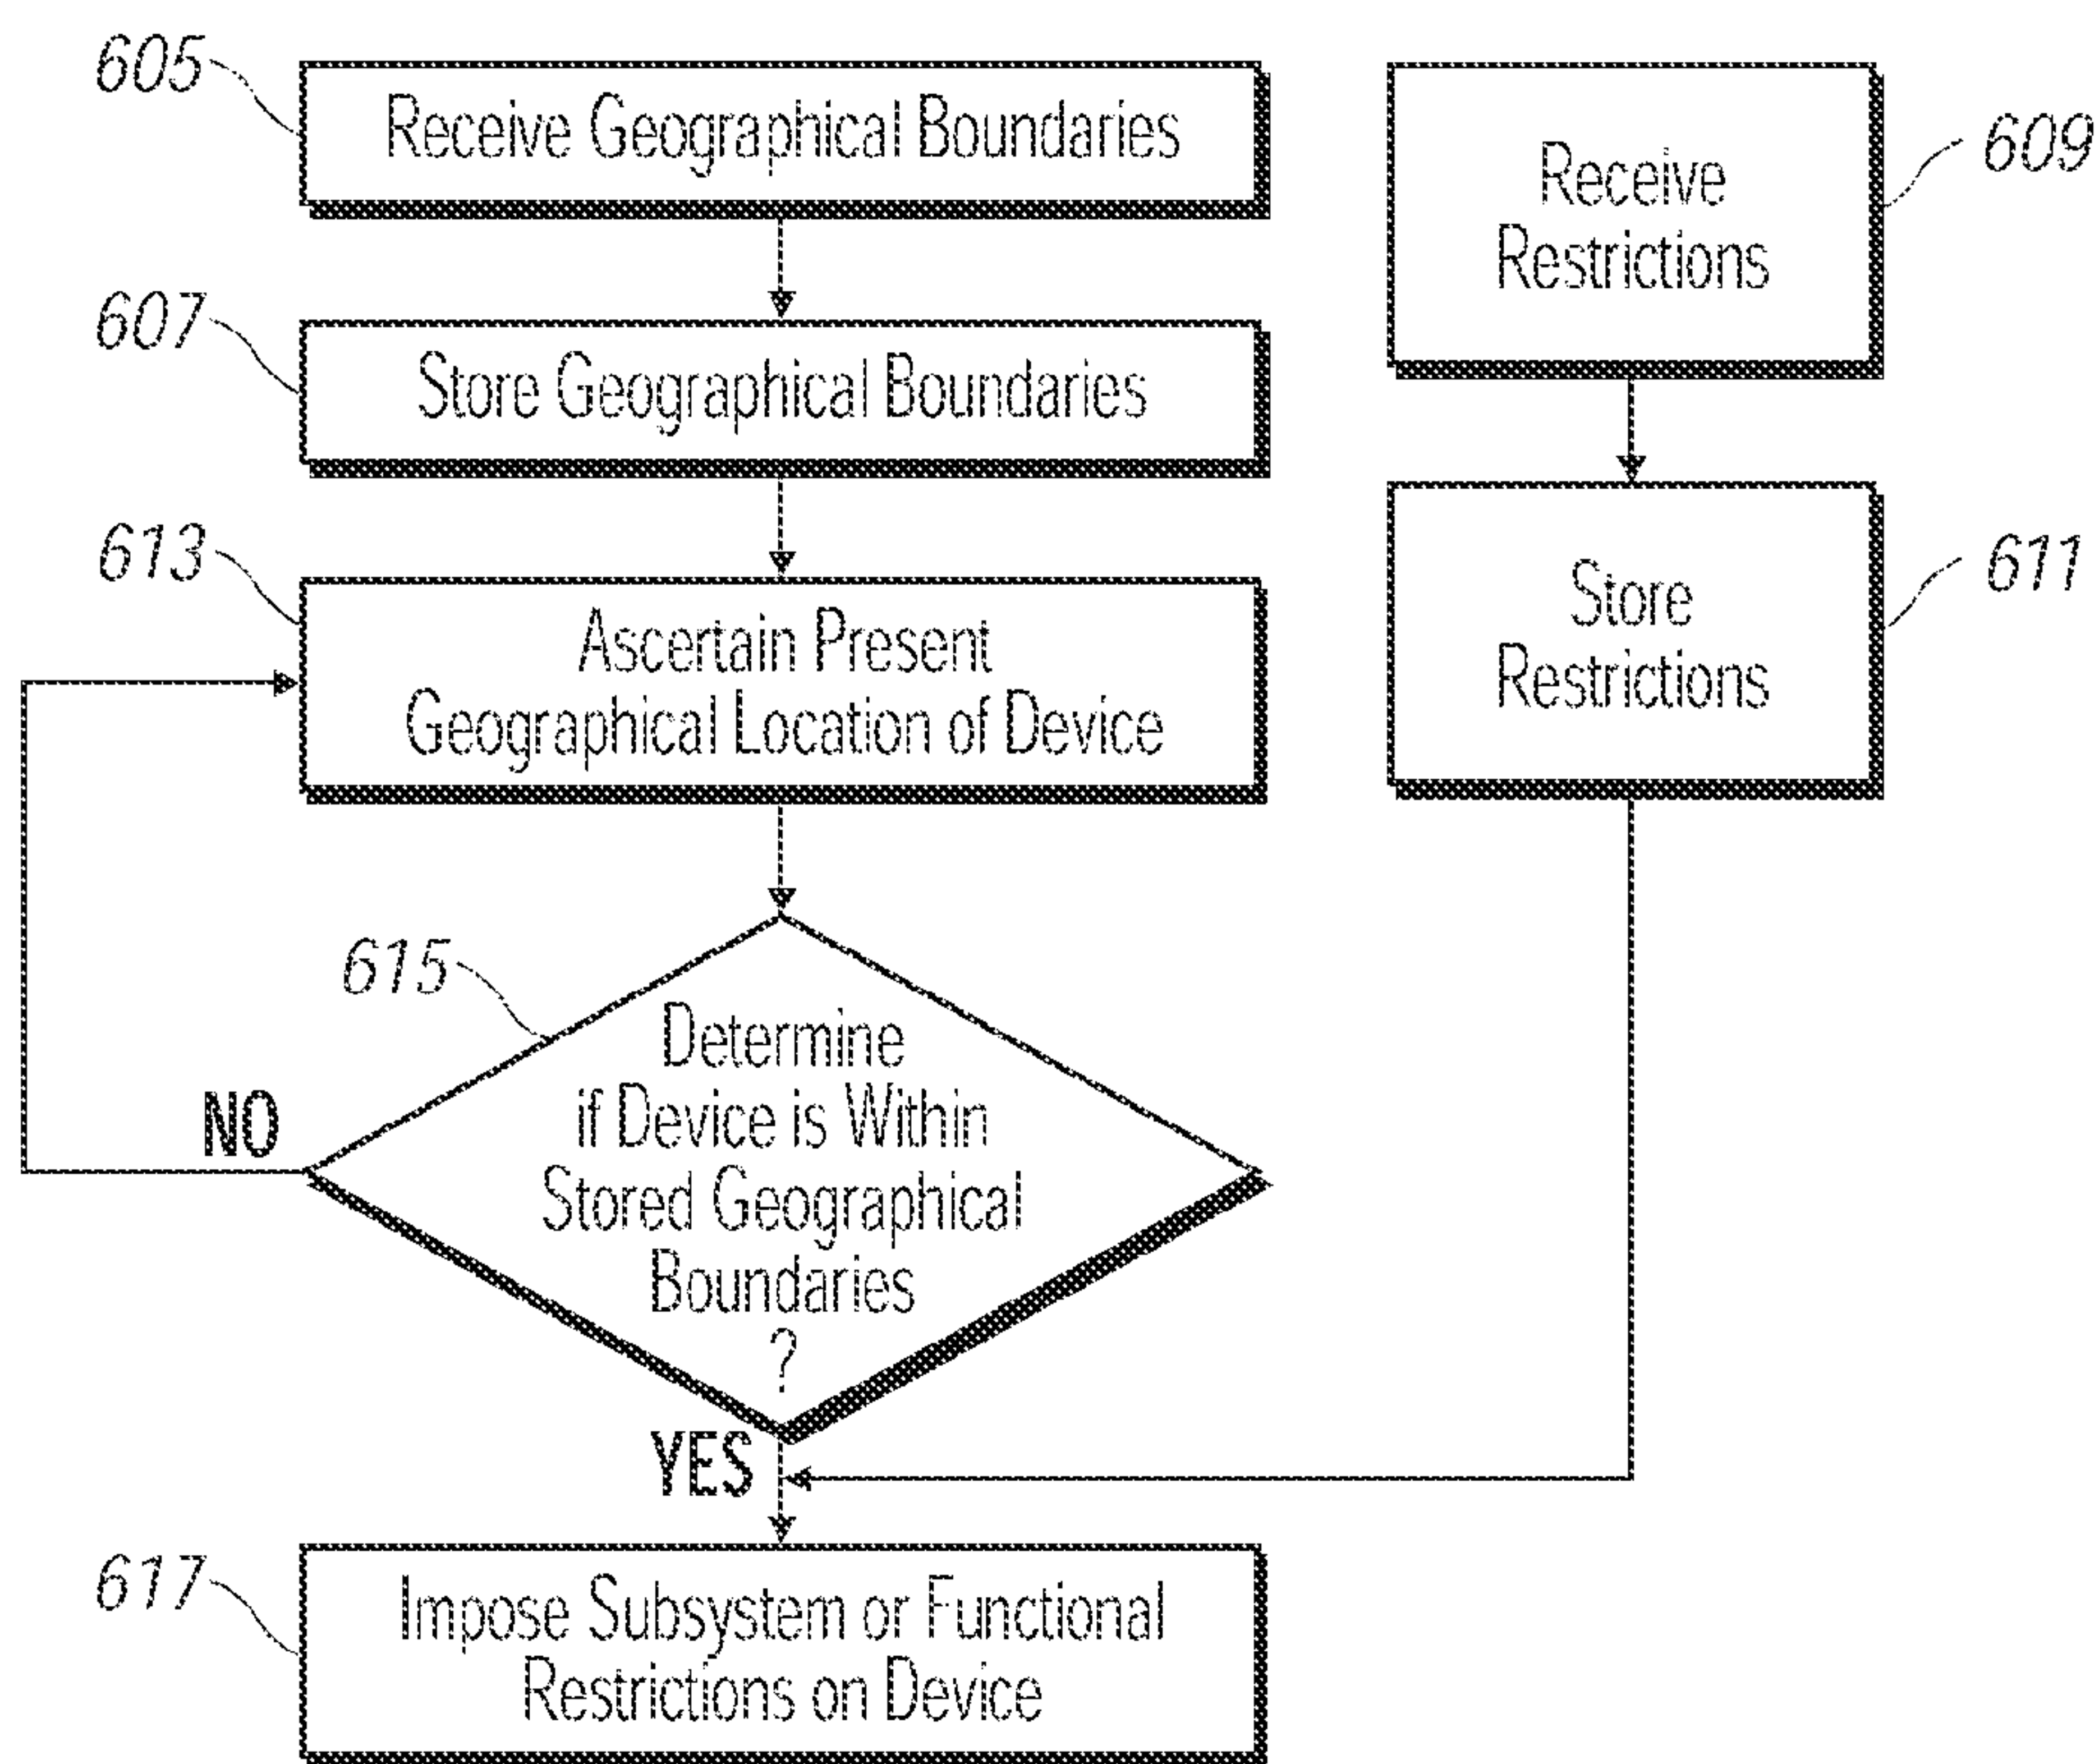 605
Receive Geographical Boundaries
Receive
Restrictions
609
607
Store Geographical Boundaries
613
Ascertain Present
Geographical Location of Device
Store
Restrictions
611
615
Determine
if Device is Within
Stored Geographical
Boundaries
?
NO
YES
617
Impose Subsystem or Functional
Restrictions on Device